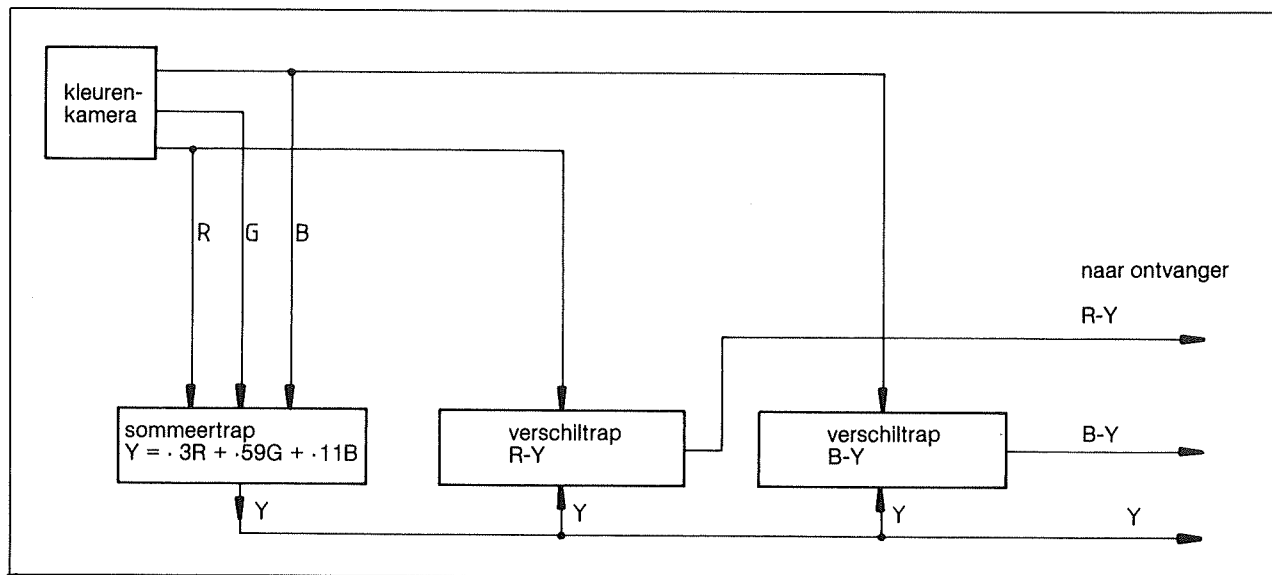 kleuren-
kamera
R
G
B
naar ontvanger
R-Y
sommeertrap
Y = .3R + .59G + .11B
verschiltrap
R-Y
verschiltrap
B-Y
B-Y
Y
Y
Y
Y